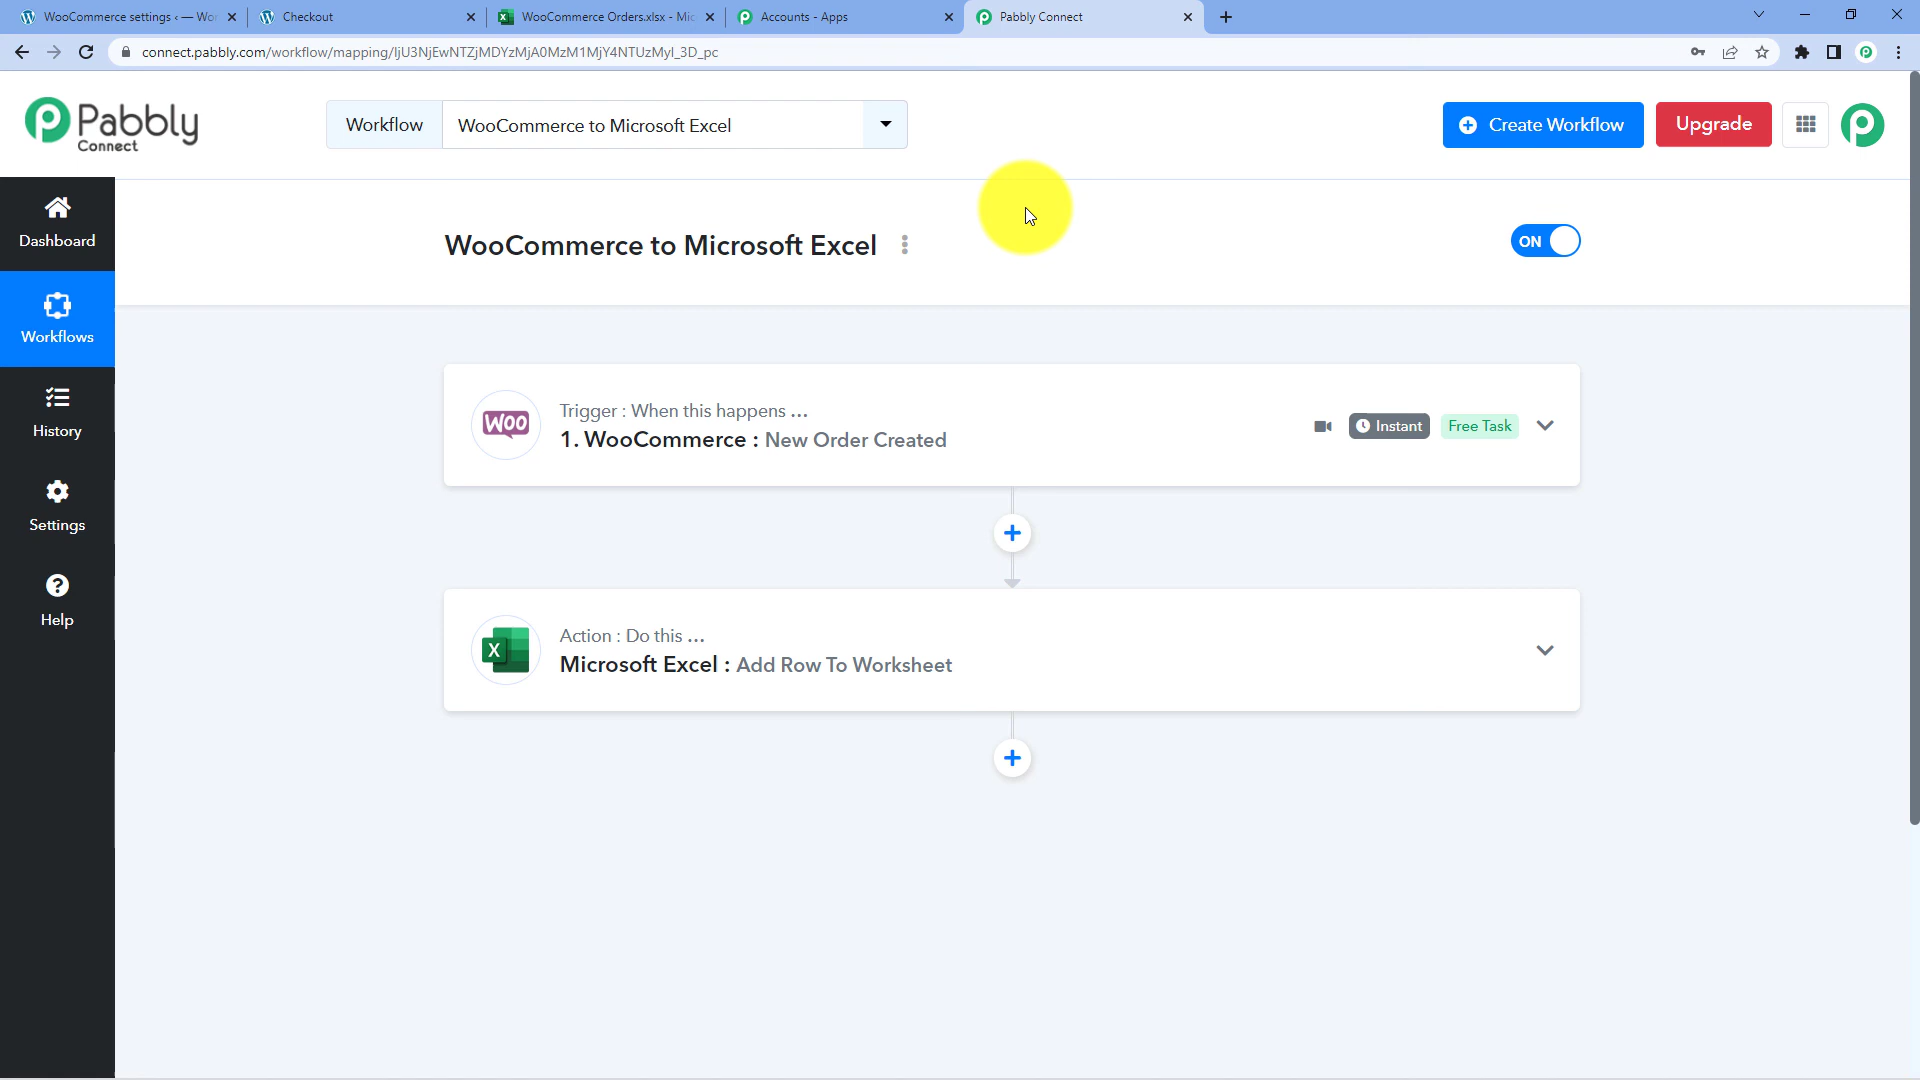 WooCommerce settings ‹ — Wor
Checkout
WooCommerce Orders.xlsx - Mic
Accounts - Apps
Pabbly Connect
connect.pabbly.com/workflow/mapping/IjU3NjEwNTZjMDYzMjA0MzM1MjY4NTUzMyI_3D_pc
Pabbly
Connect
Workflow
WooCommerce to Microsoft Excel
Create Workflow
Upgrade
Dashboard
Workflows
History
Settings
Help
WooCommerce to Microsoft Excel
ON
WOO
Trigger : When this happens ...
1. WooCommerce : New Order Created
Instant
Free Task
X
Action : Do this ...
Microsoft Excel : Add Row To Worksheet